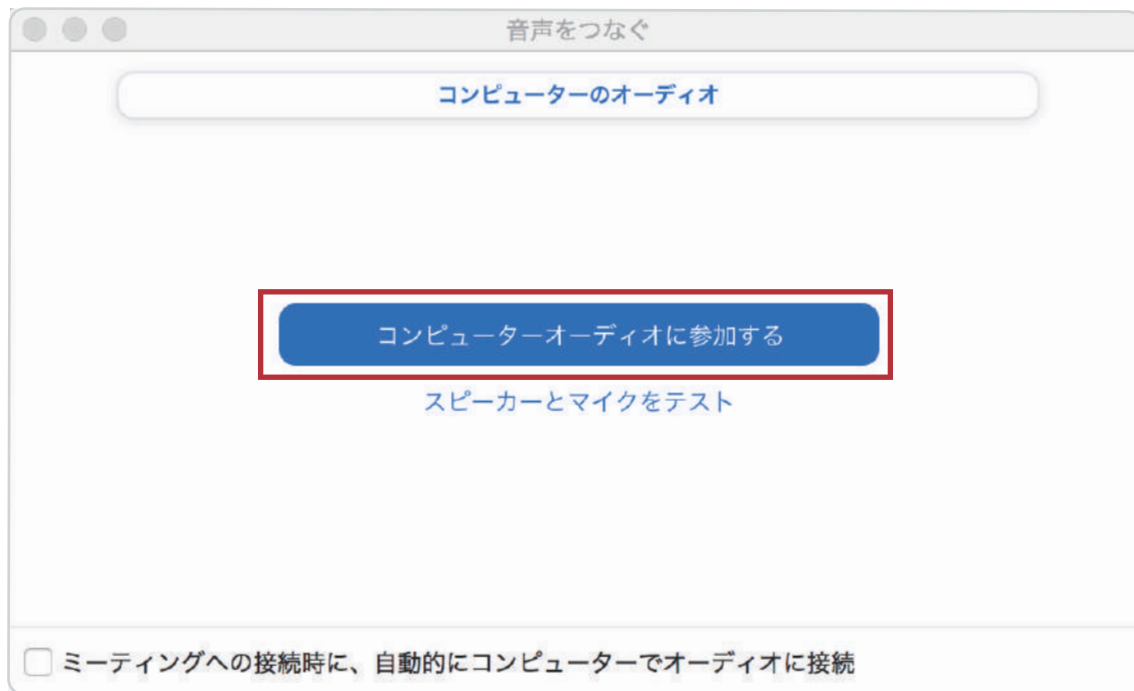 音声をつなぐ
コンピューターのオーディオ
コンピューターオーディオに参加する
スピーカーとマイクをテスト
ミーティングへの接続時に、自動的にコンピューターでオーディオに接続